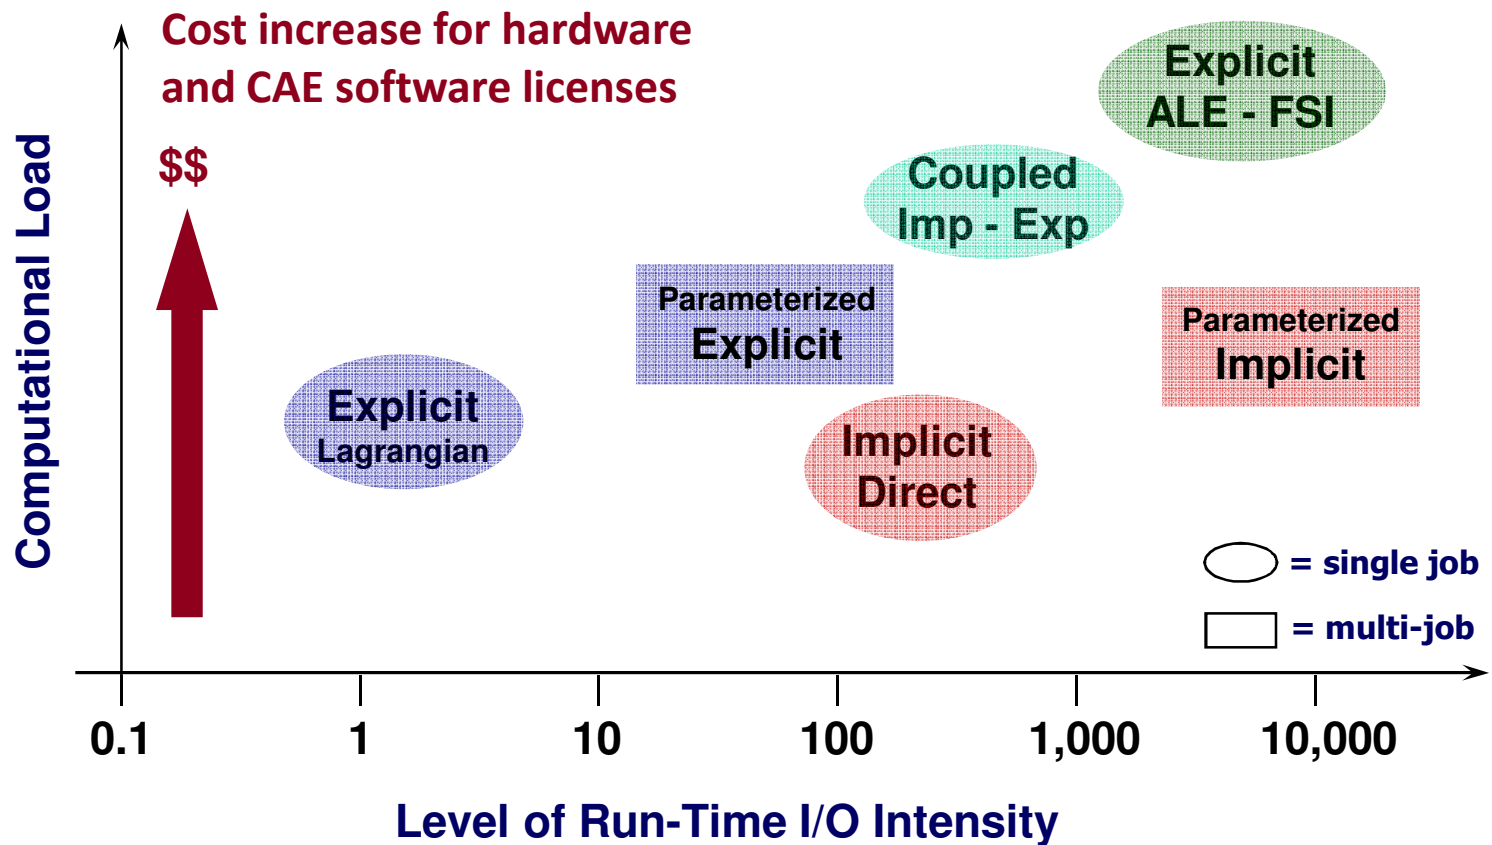 Cost increase for hardware
and CAE software licenses
$$
Computational Load
Explicit
ALE - FSI
Coupled
Imp - Exp
Parameterized
Explicit
Parameterized
Implicit
Explicit
Lagrangian
Implicit
Direct
= single job
= multi-job
0.1 1 10 100 1,000 10,000
Level of Run-Time I/O Intensity